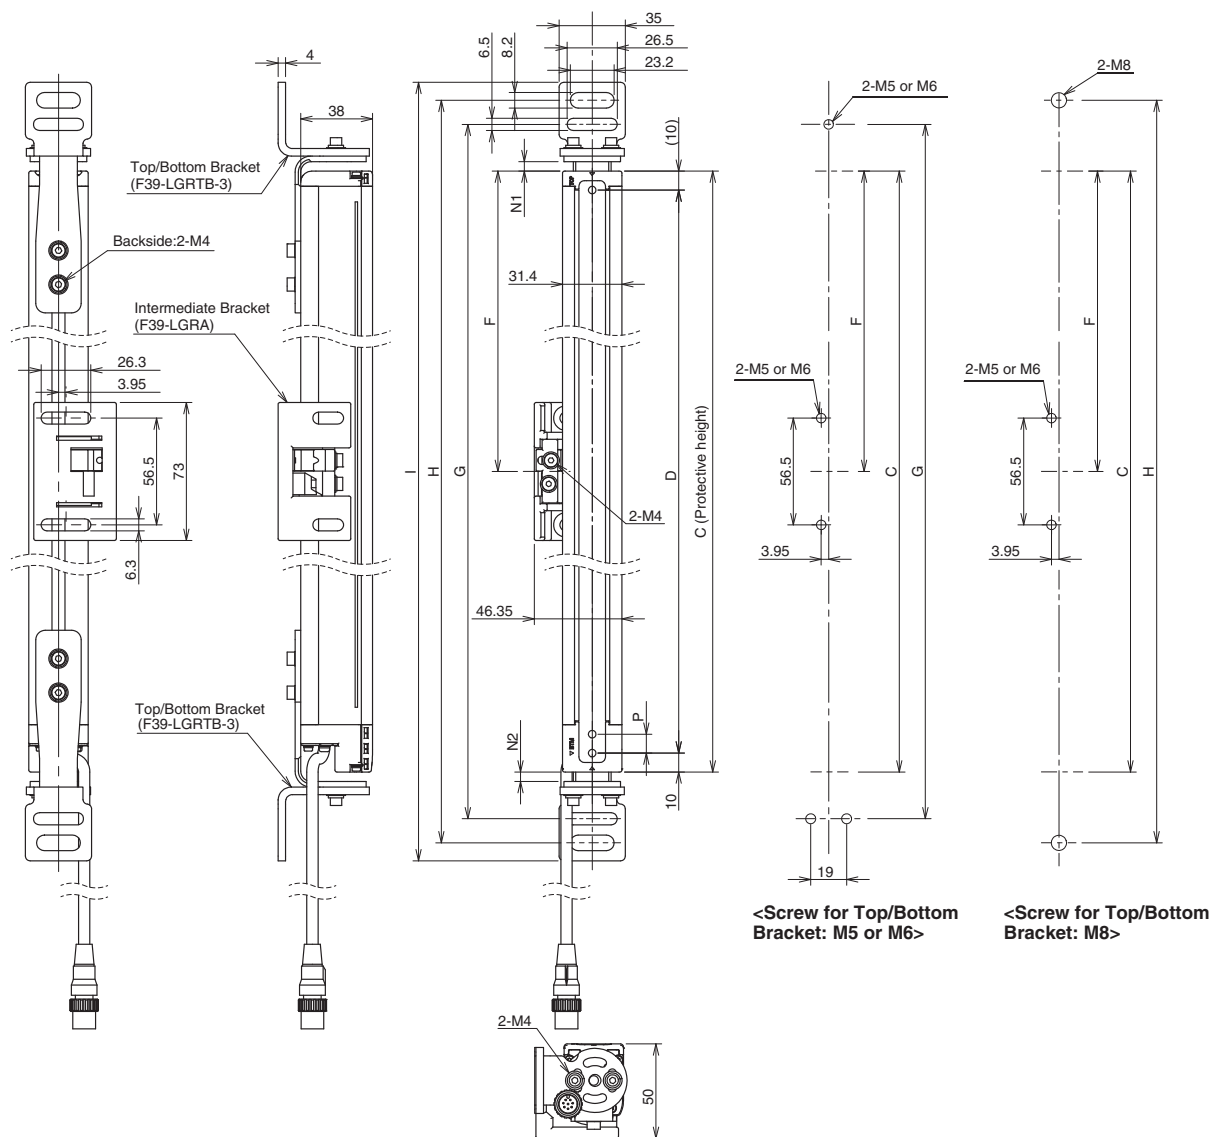 35
26.5
23.2
6.5
8.2
4
38
(10)
2-M5 or M6
2-M8
Top/Bottom Bracket
(F39-LGRTB-3)
TOP
N1
Backside:2-M4
31.4
Intermediate Bracket
(F39-LGRA)
F
F
F
26.3
3.95
2-M5 or M6
2-M5 or M6
56.5
73
I
H
G
D
C (Protective height)
56.5
C
G
56.5
C
H
2-M4
6.3
3.95
3.95
46.35
Top/Bottom Bracket
(F39-LGRTB-3)
N2
P
▽BTM
10
19
<Screw for Top/Bottom
Bracket: M5 or M6>
<Screw for Top/Bottom
Bracket: M8>
2-M4
50